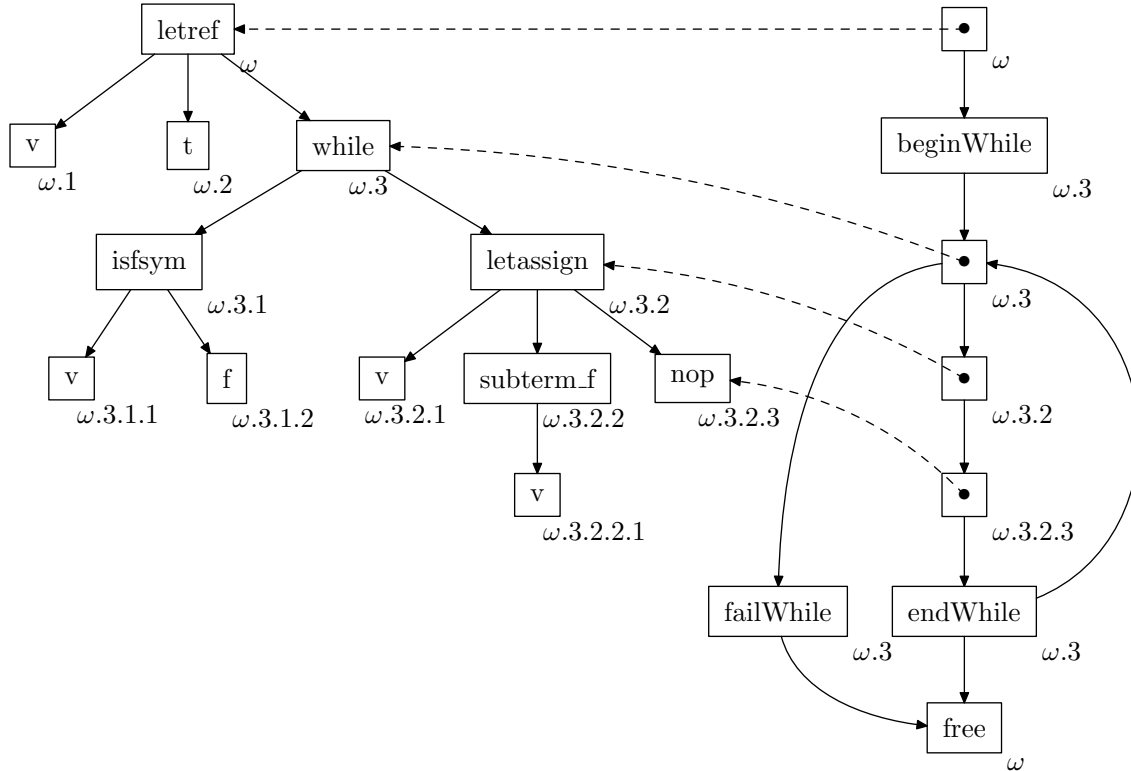 letref
ω
ω
v
t
while
beginWhile
ω.1
ω.2
ω.3
ω.3
isfsym
letassign
ω.3.1
ω.3.2
ω.3
v
f
v
subterm_f
nop
ω.3.1.1
ω.3.1.2
ω.3.2.1
ω.3.2.2
ω.3.2.3
ω.3.2
v
ω.3.2.2.1
ω.3.2.3
failWhile
endWhile
ω.3
ω.3
free
ω